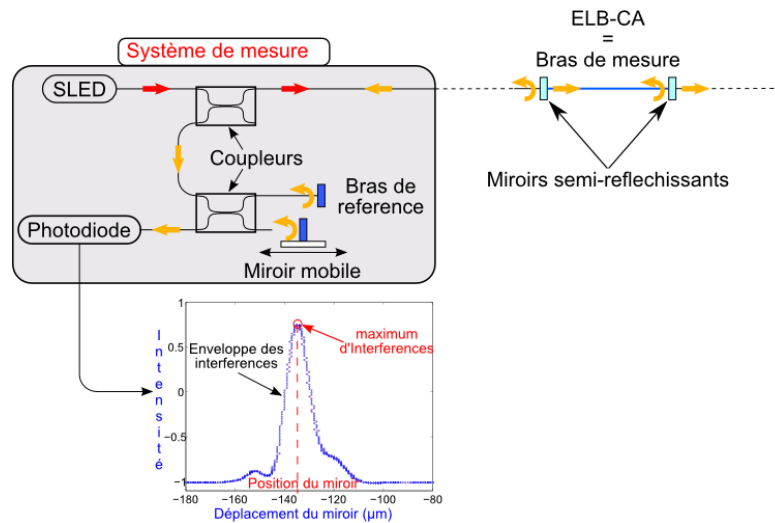 ELB-CA
=
Bras de mesure
Système de mesure
SLED
Coupleurs
Bras de
reference
Miroirs semi-reflechissants
Photodiode
Miroir mobile
1
0.5
0
−0.5
−1
Intensité
Enveloppe des
interferences
maximum
d'Interferences
Position du miroir
−180 −160 −140 −120 −100 −80
Déplacement du miroir (µm)